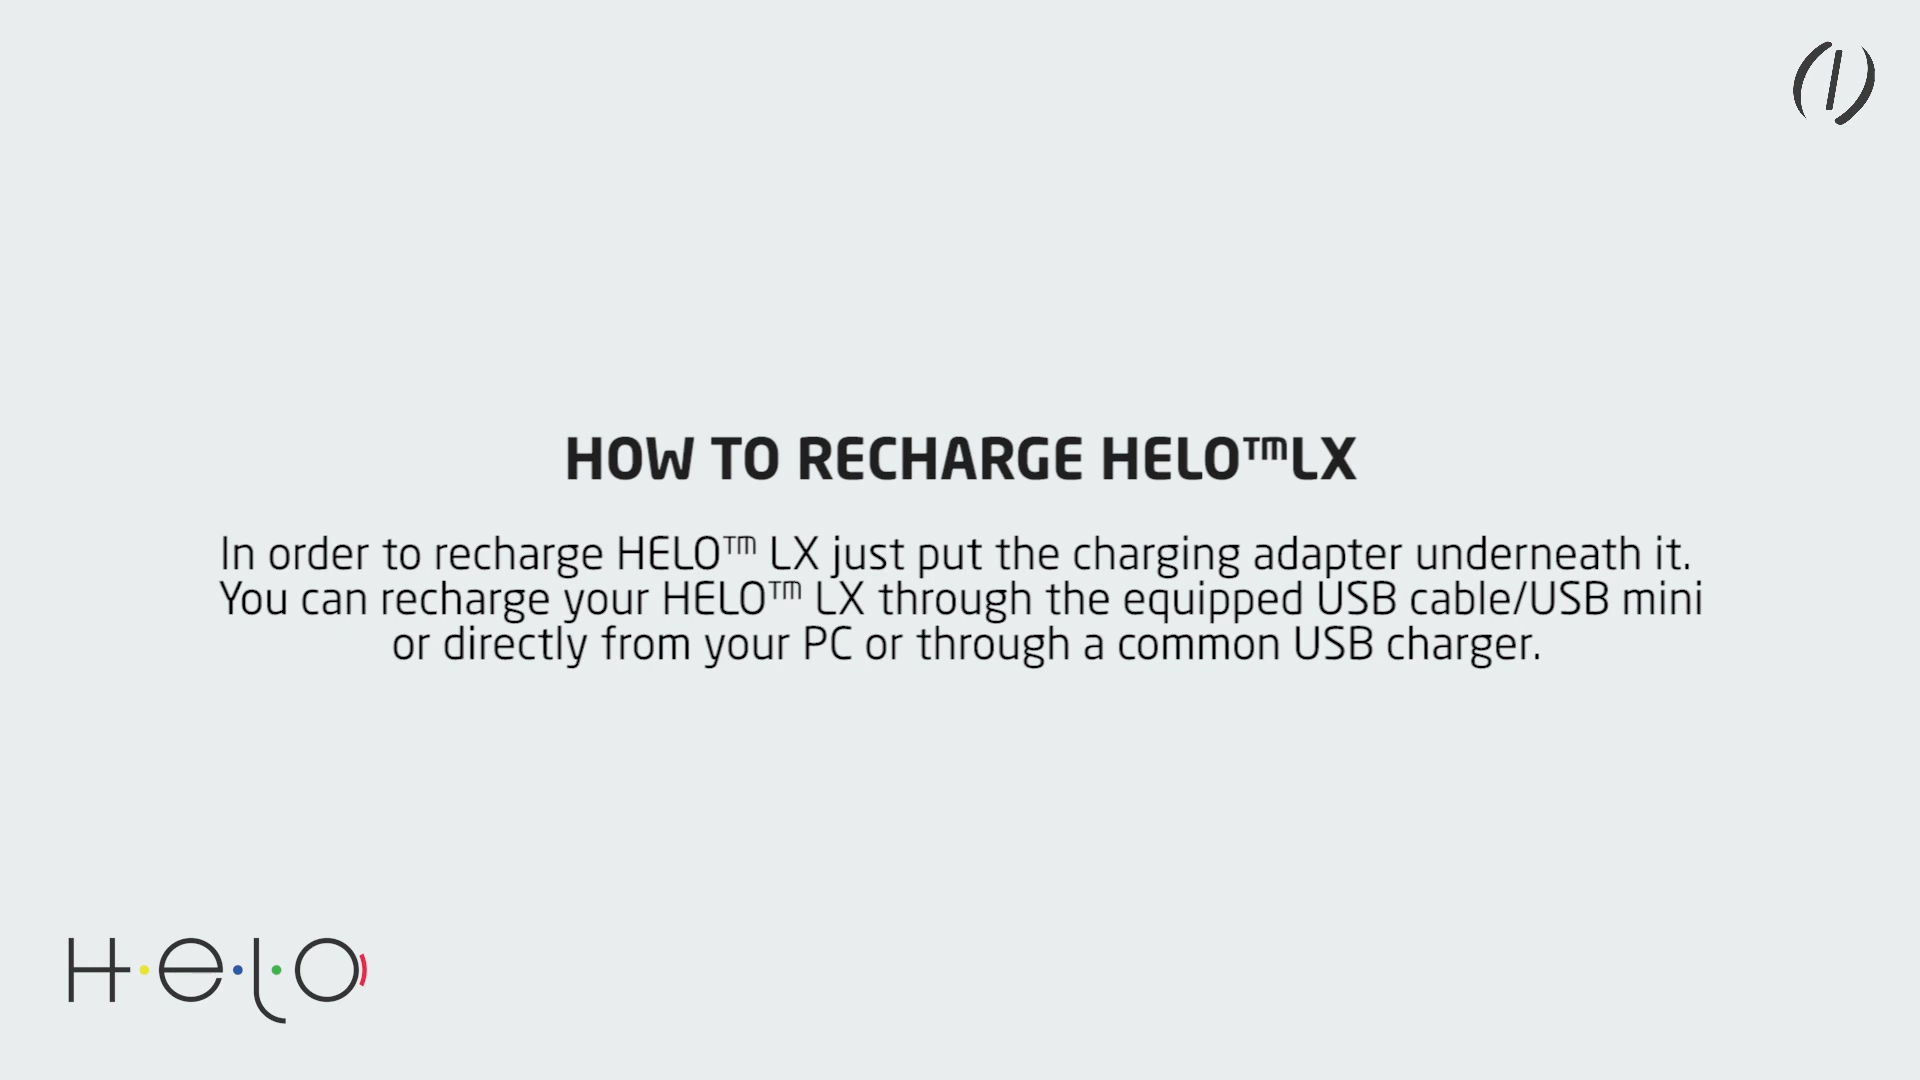 HOW TO RECHARGE HELO™LX
In order to recharge HELO™ LX just put the charging adapter underneath it.
You can recharge your HELO™ LX through the equipped USB cable/USB mini
or directly from your PC or through a common USB charger.
Helo